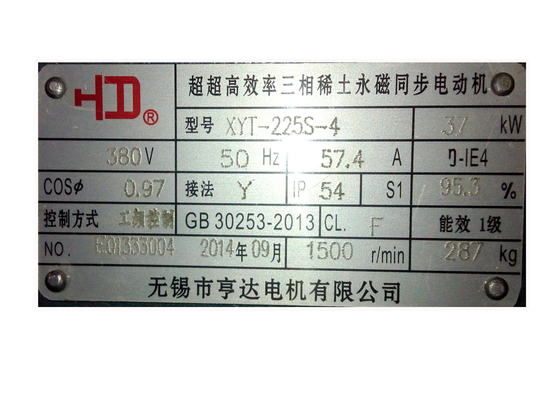 HD®
超超高效率三相稀土永磁同步电动机
型号 XYT-225S-4 37 kW
380V 50 Hz 57.4 A IE4
COSφ 0.97 接法 Y IP 54 S1 95.3 %
控制方式 工频控制 GB 30253-2013 CL. F 能效 1级
NO. 2014年09月 1500 r/min 287 kg
无锡市亨达电机有限公司